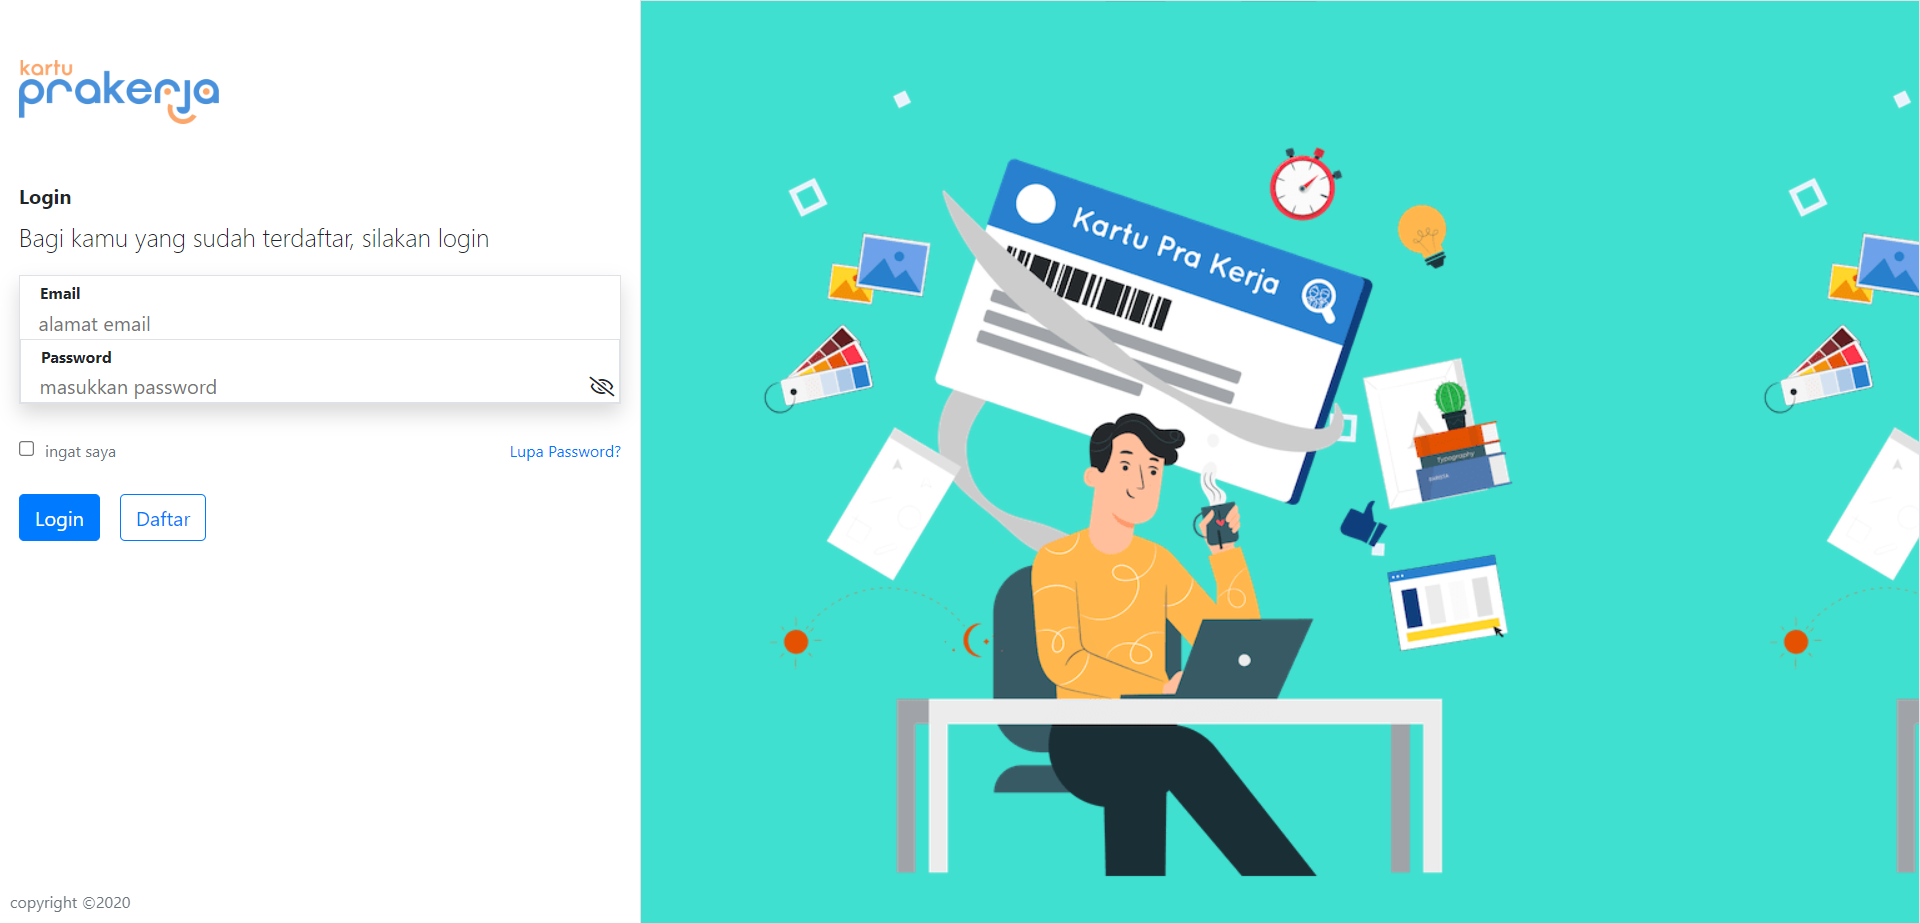 kartu
prakerja
Login
Bagi kamu yang sudah terdaftar, silakan login
Email
alamat email
Password
masukkan password
ingat saya
Lupa Password?
Login
Daftar
copyright ©2020
Kartu Pra Kerja
Typography